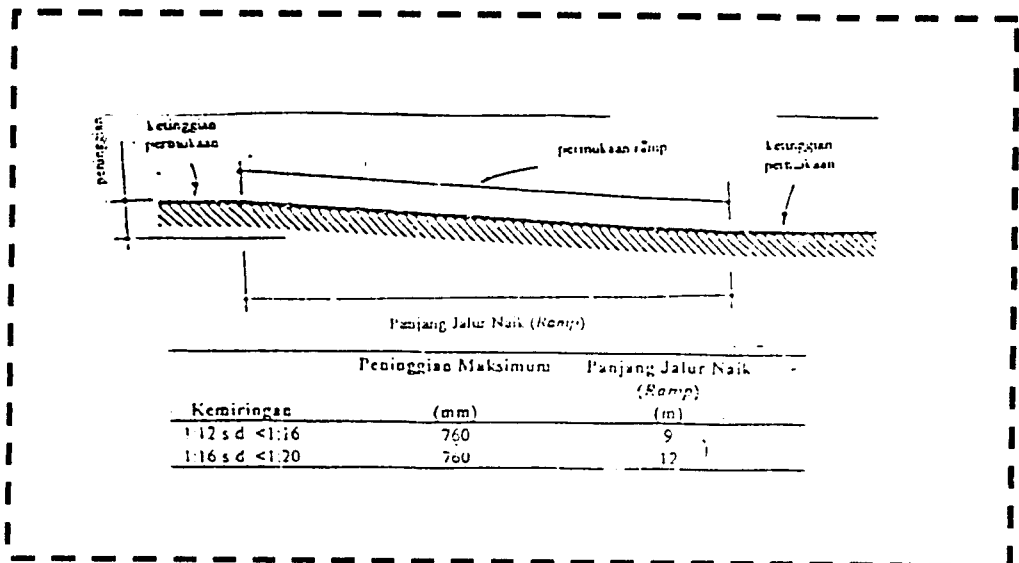 peninggian
ketinggian
permukaan
permukaan ramp
ketinggian
permukaan
Panjang Jalur Naik (Ramp)
Peninggian Maksimum Panjang Jalur Naik
(Ramp)
Kemiringan (mm) (m)
1:12 s.d. <1:16 760 9
1:16 s.d. <1:20 760 12